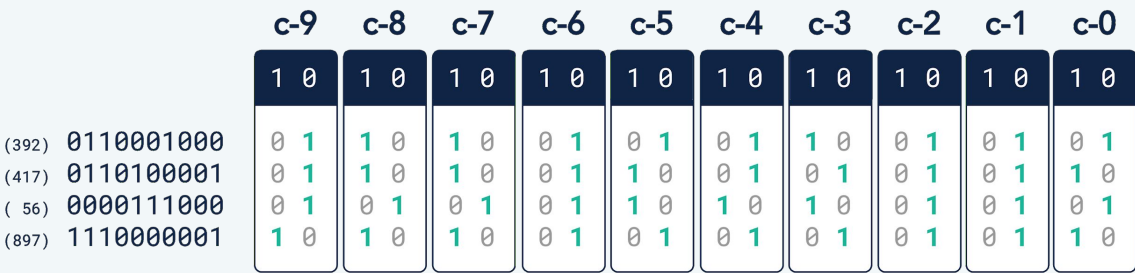 c-9 c-8 c-7 c-6 c-5 c-4 c-3 c-2 c-1 c-0
1 0 1 0 1 0 1 0 1 0 1 0 1 0 1 0 1 0 1 0
(392) 0110001000 0 1 1 0 1 0 0 1 0 1 0 1 1 0 0 1 0 1 0 1
(417) 0110100001 0 1 1 0 1 0 0 1 1 0 0 1 0 1 0 1 0 1 1 0
( 56) 0000111000 0 1 0 1 0 1 0 1 1 0 1 0 1 0 0 1 0 1 0 1
(897) 1110000001 1 0 1 0 1 0 0 1 0 1 0 1 0 1 0 1 0 1 1 0